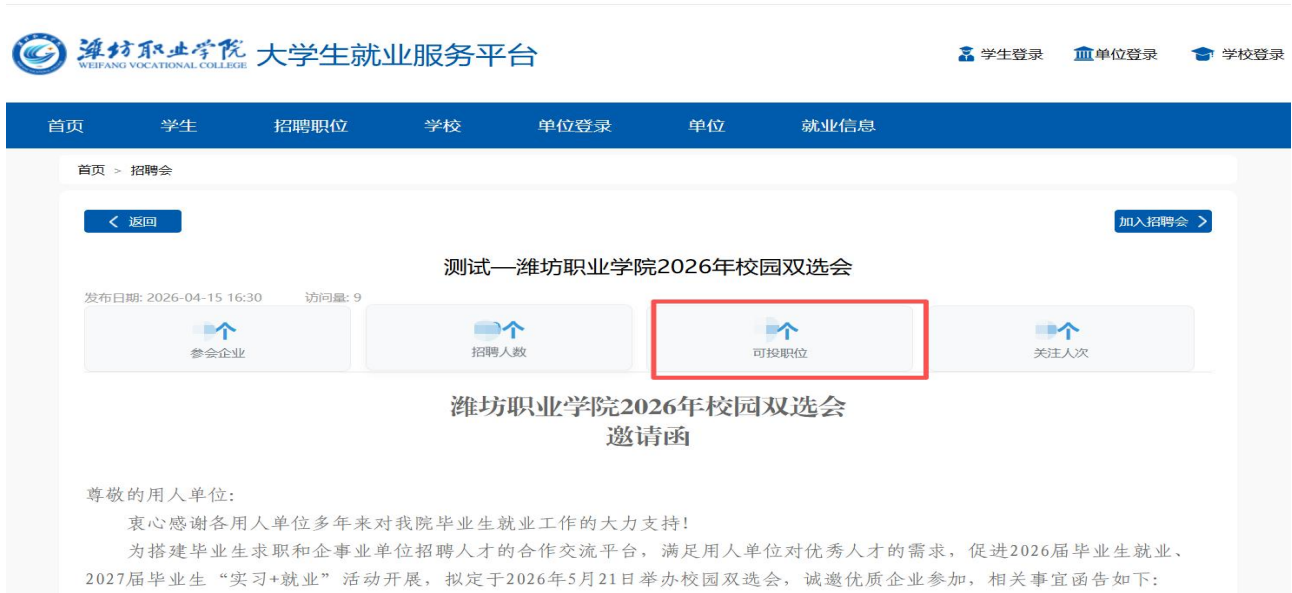 潍坊职业学院 大学生就业服务平台
WEIFANG VOCATIONAL COLLEGE
学生登录 单位登录 学校登录
首页 学生 招聘职位 学校 单位登录 单位 就业信息
首页 > 招聘会
返回 加入招聘会
测试—潍坊职业学院2026年校园双选会
发布日期: 2026-04-15 16:30 访问量: 9
个 个 个 个
参会企业 招聘人数 可投职位 关注人次
潍坊职业学院2026年校园双选会
邀请函
尊敬的用人单位:
衷心感谢各用人单位多年来对我院毕业生就业工作的大力支持!
为搭建毕业生求职和企事业单位招聘人才的合作交流平台，满足用人单位对优秀人才的需求，促进2026届毕业生就业、
2027届毕业生“实习+就业”活动开展，拟定于2026年5月21日举办校园双选会，诚邀优质企业参加，相关事宜函告如下: